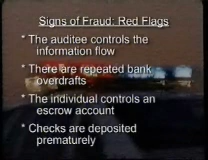 Signs of Fraud: Red Flags
* The auditee controls the
information flow
* There are repeated bank
overdrafts
* The individual controls an
escrow account
* Checks are deposited
prematurely